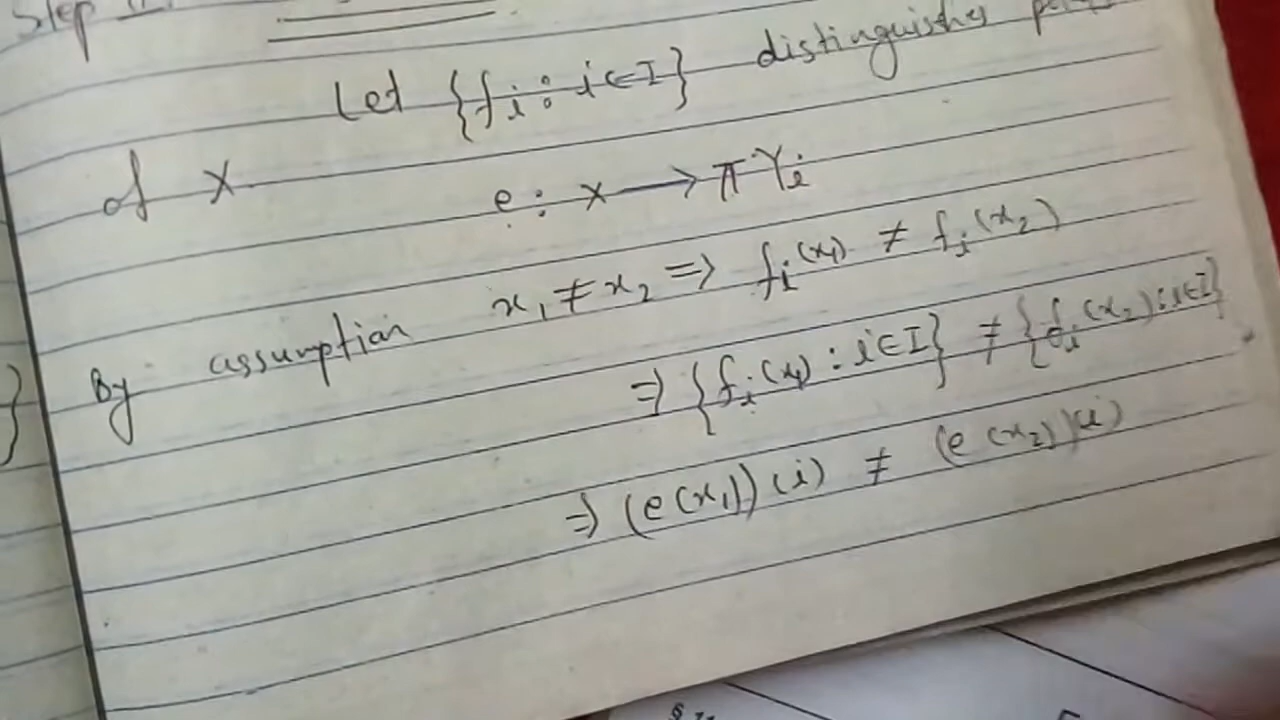 Step II
Let {fi : i ∈ I} distinguishes
of X
e : x → π Yi
By assumption x1 ≠ x2 ⇒ fi(x1) ≠ fi(x2)
⇒ {fi(x1) : i ∈ I} ≠ {fi(x2) : i ∈ I}
⇒ (e(x1))(i) ≠ (e(x2))(i)